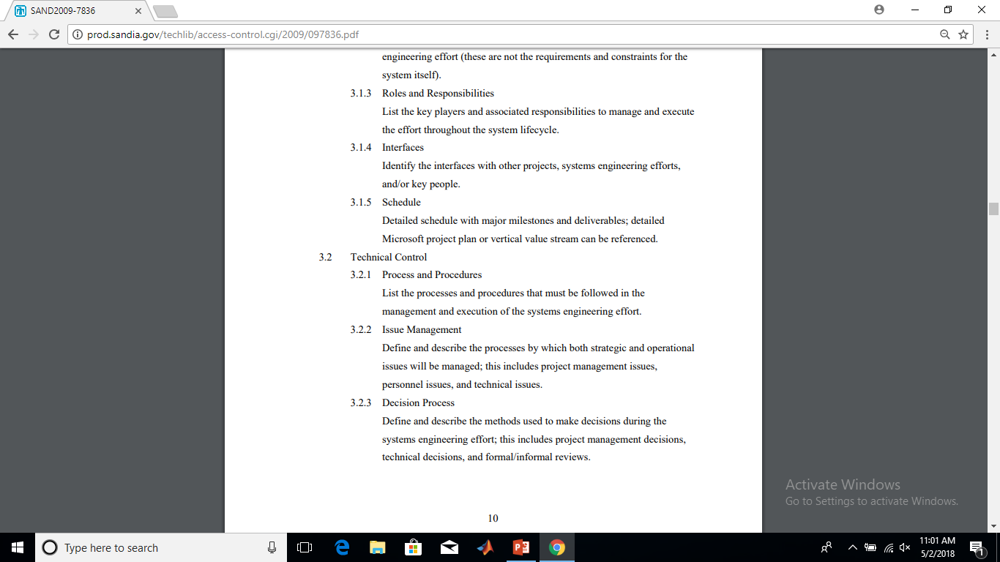 SAND2009-7836
prod.sandia.gov/techlib/access-control.cgi/2009/097836.pdf
engineering effort (these are not the requirements and constraints for the
system itself).
3.1.3 Roles and Responsibilities
List the key players and associated responsibilities to manage and execute
the effort throughout the system lifecycle.
3.1.4 Interfaces
Identify the interfaces with other projects, systems engineering efforts,
and/or key people.
3.1.5 Schedule
Detailed schedule with major milestones and deliverables; detailed
Microsoft project plan or vertical value stream can be referenced.
3.2 Technical Control
3.2.1 Process and Procedures
List the processes and procedures that must be followed in the
management and execution of the systems engineering effort.
3.2.2 Issue Management
Define and describe the processes by which both strategic and operational
issues will be managed; this includes project management issues,
personnel issues, and technical issues.
3.2.3 Decision Process
Define and describe the methods used to make decisions during the
systems engineering effort; this includes project management decisions,
technical decisions, and formal/informal reviews.
10
Activate Windows
Go to Settings to activate Windows.
Type here to search
11:01 AM
5/2/2018
1